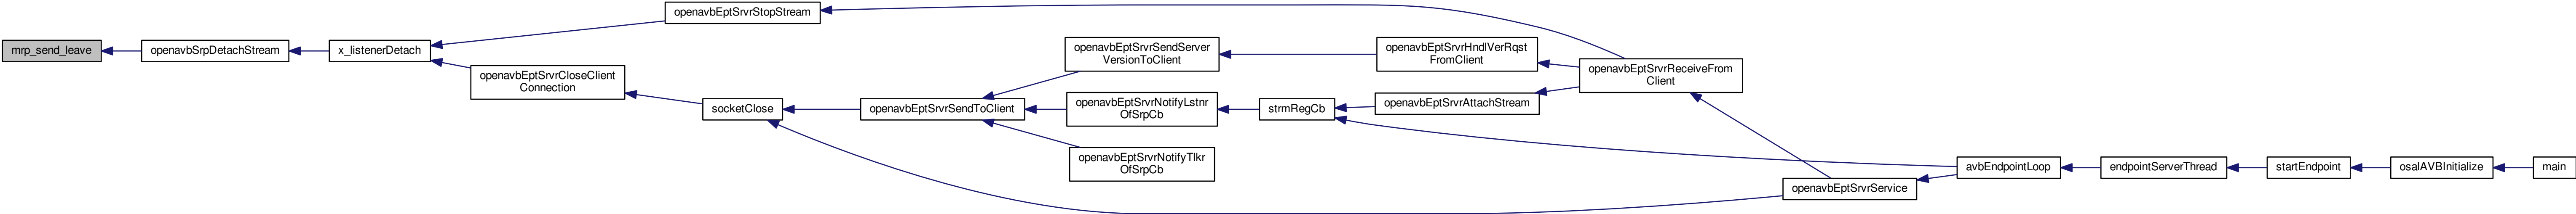 mrp_send_leave
openavbSrpDetachStream
x_listenerDetach
openavbEptSrvrStopStream
openavbEptSrvrCloseClient
Connection
socketClose
openavbEptSrvrSendToClient
openavbEptSrvrSendServer
VersionToClient
openavbEptSrvrNotifyLstnr
OfSrpCb
openavbEptSrvrNotifyTlkr
OfSrpCb
strmRegCb
openavbEptSrvrHndlVerRqst
FromClient
openavbEptSrvrAttachStream
openavbEptSrvrReceiveFrom
Client
openavbEptSrvrService
avbEndpointLoop
endpointServerThread
startEndpoint
osalAVBInitialize
main